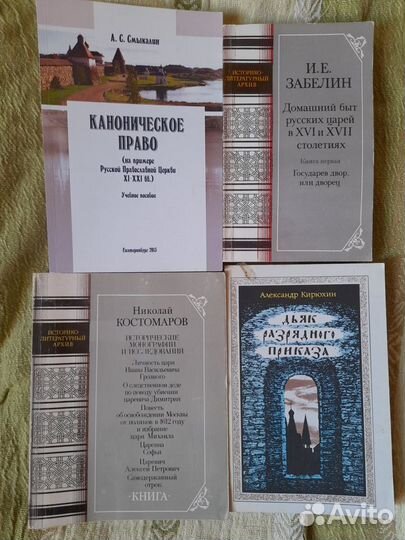 А. С. Смыкалин
КАНОНИЧЕСКОЕ
ПРАВО
(на примере
Русской Православной Церкви
XI-XXI вв.)
Учебное пособие
Екатеринбург 2015
ИСТОРИКО-
ЛИТЕРАТУРНЫЙ
АРХИВ
И.Е.
ЗАБЕЛИН
Домашний быт
русских царей
в XVI и XVII
столетиях
Книга первая
Государев двор,
или дворец
ИСТОРИКО-
ЛИТЕРАТУРНЫЙ
АРХИВ
Николай
КОСТОМАРОВ
ИСТОРИЧЕСКИЕ
МОНОГРАФИИ
И ИССЛЕДОВАНИЯ
Личность царя
Ивана Васильевича
Грозного
О следственном деле
по поводу убиения
царевича Димитрия
Повесть
об освобождении Москвы
от поляков в 1612 году
и избрание
царя Михаила
Царевна
Софья
Царевич
Алексей Петрович
Самодержавный
отрок
·КНИГА·
Александр Кирюхин
ДЬЯК
РАЗРЯДНОГО
ПРИКАЗА
Avito